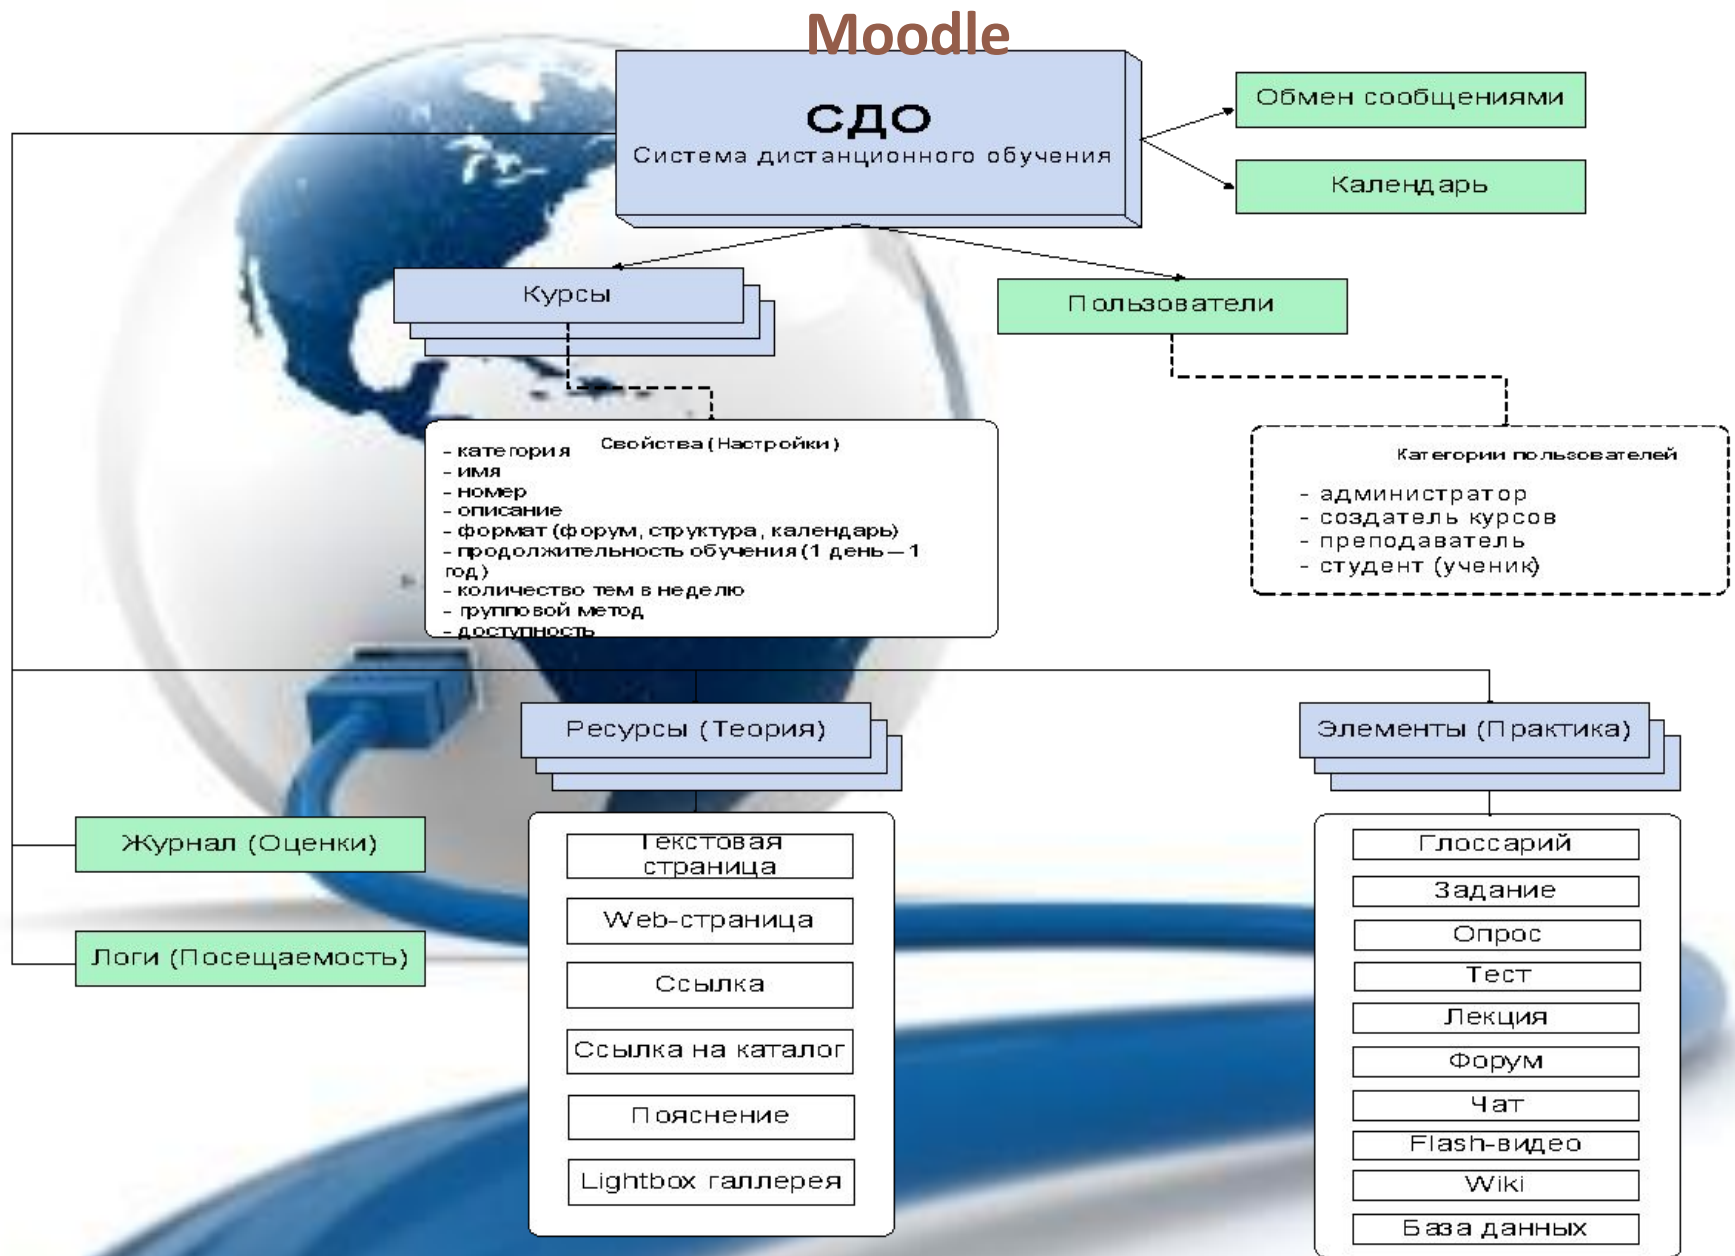 Moodle
СДО
Система дистанционного обучения
Обмен сообщениями
Календарь
Курсы
Пользователи
Свойства (Настройки)
- категория
- имя
- номер
- описание
- формат (форум, структура, календарь)
- продолжительность обучения (1 день – 1
год)
- количество тем в неделю
- групповой метод
- доступность
Категории пользователей
- администратор
- создатель курсов
- преподаватель
- студент (ученик)
Ресурсы (Теория)
Элементы (Практика)
Журнал (Оценки)
Логи (Посещаемость)
Текстовая
страница
Web-страница
Ссылка
Ссылка на каталог
Пояснение
Lightbox галлерея
Глоссарий
Задание
Опрос
Тест
Лекция
Форум
Чат
Flash-видео
Wiki
База данных